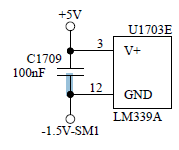 +5V
U1703E
3
V+
C1709
100nF
12
GND
LM339A
-1.5V-SM1